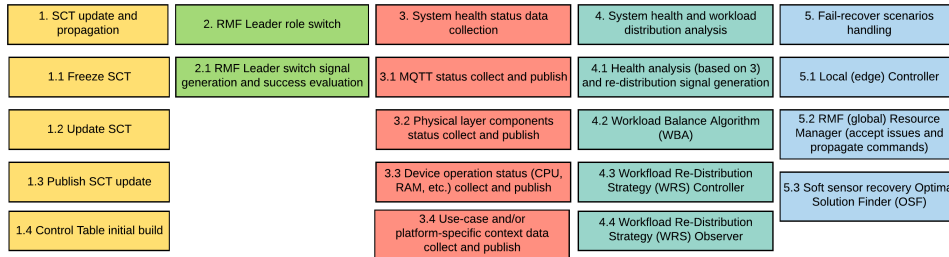 1. SCT update and
propagation
2. RMF Leader role switch
3. System health status data
collection
4. System health and workload
distribution analysis
5. Fail-recover scenarios
handling
1.1 Freeze SCT
2.1 RMF Leader switch signal
generation and success evaluation
3.1 MQTT status collect and publish
4.1 Health analysis (based on 3)
and re-distribution signal generation
5.1 Local (edge) Controller
1.2 Update SCT
3.2 Physical layer components
status collect and publish
4.2 Workload Balance Algorithm
(WBA)
5.2 RMF (global) Resource
Manager (accept issues and
propagate commands)
1.3 Publish SCT update
3.3 Device operation status (CPU,
RAM, etc.) collect and publish
4.3 Workflow Re-Distribution
Strategy (WRS) Controller
5.3 Soft sensor recovery Optima
Solution Finder (OSF)
1.4 Control Table initial build
3.4 Use-case and/or
platform-specific context data
collect and publish
4.4 Workflow Re-Distribution
Strategy (WRS) Observer